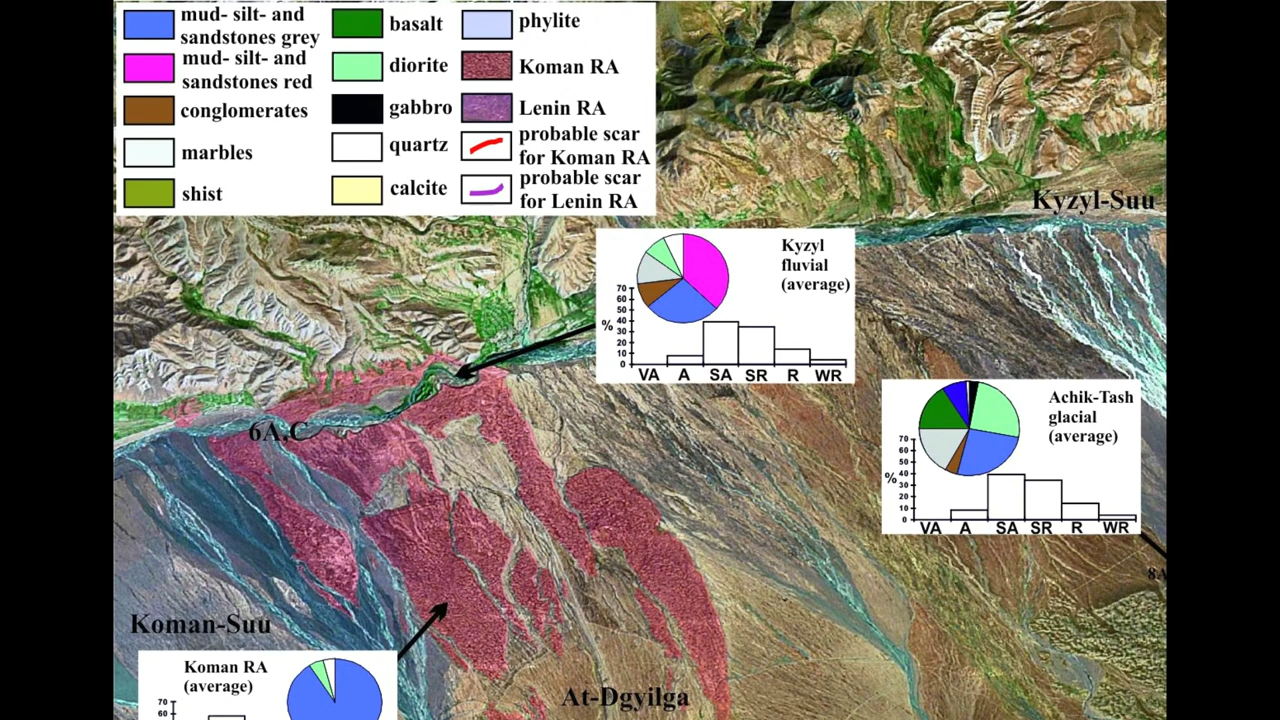 mud- silt- and
sandstones grey
mud- silt- and
sandstones red
conglomerates
marbles
shist
basalt
diorite
gabbro
quartz
calcite
phylite
Koman RA
Lenin RA
probable scar
for Koman RA
probable scar
for Lenin RA
Kyzyl-Suu
Kyzyl
fluvial
(average)
%
70
60
50
40
30
20
10
0
VA A SA SR R WR
Achik-Tash
glacial
(average)
%
70
60
50
40
30
20
10
0
VA A SA SR R WR
6A,C
Koman-Suu
Koman RA
(average)
70
60
At-Dgyilga